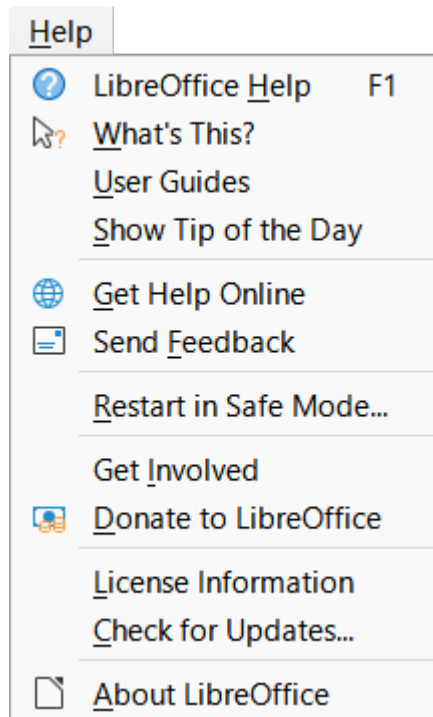 Help
LibreOffice Help F1
What's This?
User Guides
Show Tip of the Day
Get Help Online
Send Feedback
Restart in Safe Mode...
Get Involved
Donate to LibreOffice
License Information
Check for Updates...
About LibreOffice